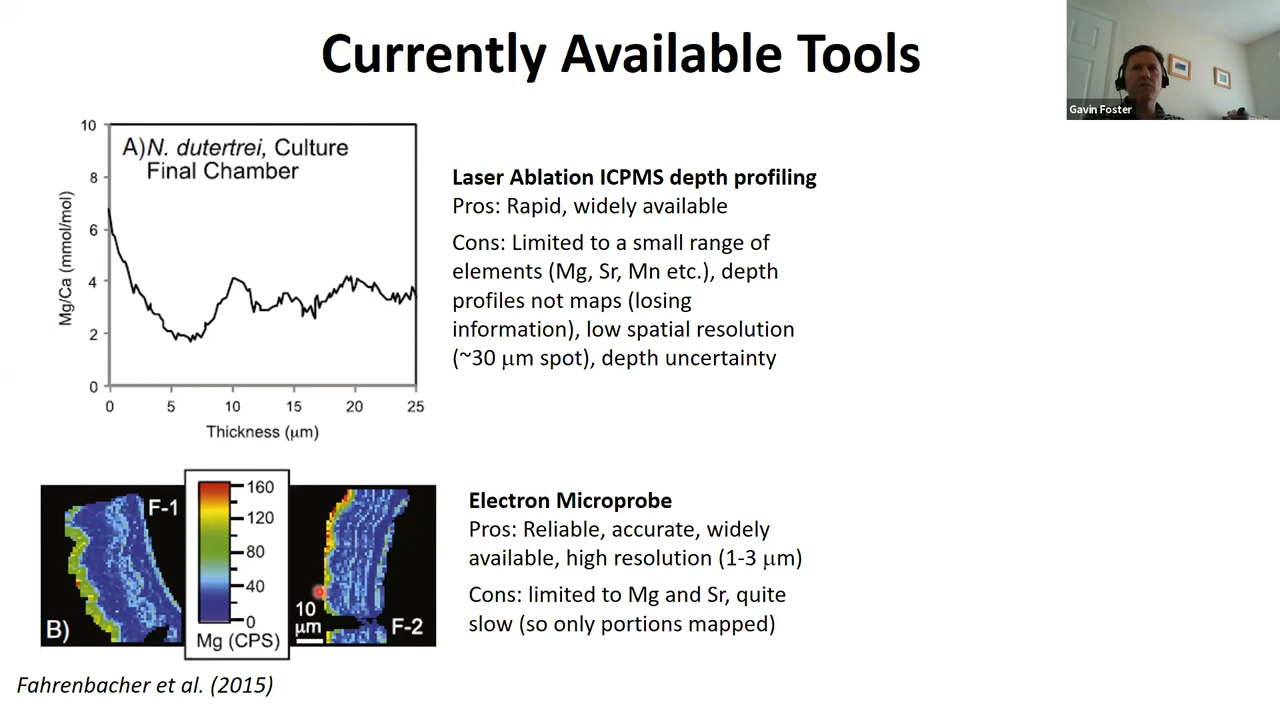 Currently Available Tools
Gavin Foster
A) N. dutertrei, Culture
Final Chamber
10
8
6
4
2
0
Mg/Ca (mmol/mol)
0 5 10 15 20 25
Thickness (μm)
Laser Ablation ICPMS depth profiling
Pros: Rapid, widely available
Cons: Limited to a small range of
elements (Mg, Sr, Mn etc.), depth
profiles not maps (losing
information), low spatial resolution
(~30 μm spot), depth uncertainty
F-1
B)
160
120
80
40
0
Mg (CPS)
10
μm
F-2
Electron Microprobe
Pros: Reliable, accurate, widely
available, high resolution (1-3 μm)
Cons: limited to Mg and Sr, quite
slow (so only portions mapped)
Fahrenbacher et al. (2015)